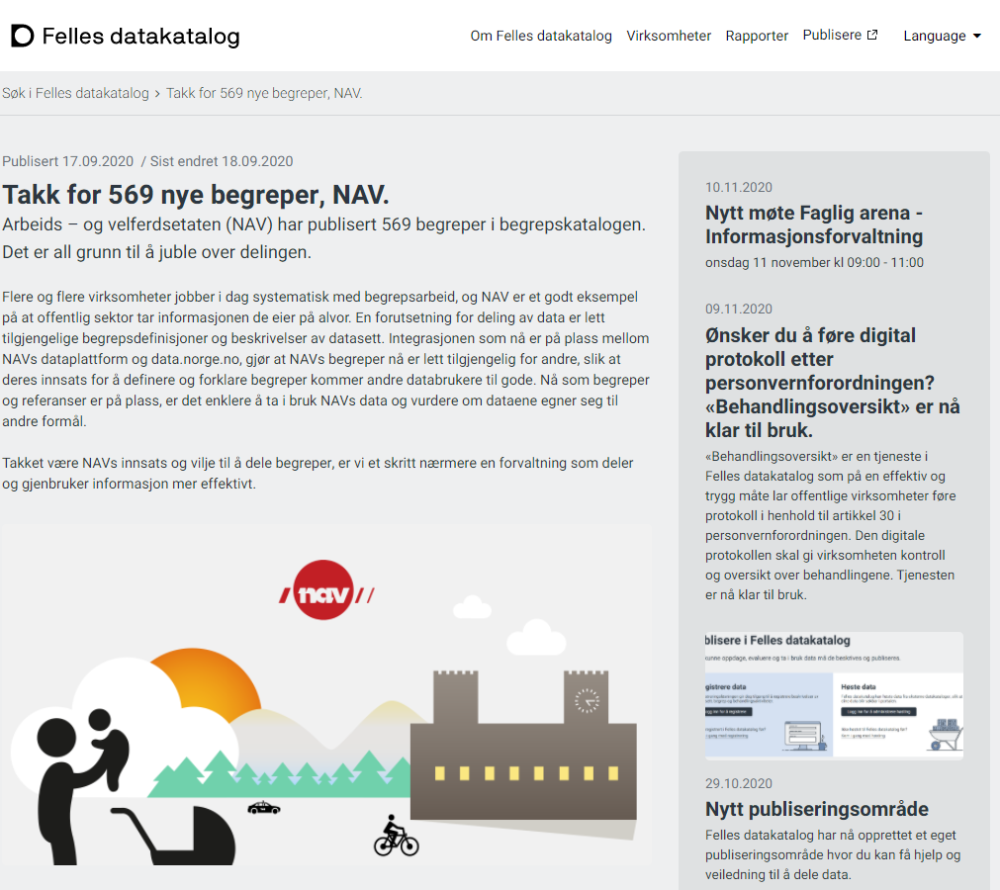 Felles datakatalog
Om Felles datakatalog Virksomheter Rapporter Publisere Language
Søk i Felles datakatalog > Takk for 569 nye begreper, NAV.
Publisert 17.09.2020 / Sist endret 18.09.2020
Takk for 569 nye begreper, NAV.
Arbeids – og velferdsetaten (NAV) har publisert 569 begreper i begrepskatalogen.
Det er all grunn til å juble over delingen.
Flere og flere virksomheter jobber i dag systematisk med begrepsarbeid, og NAV er et godt eksempel
på at offentlig sektor tar informasjonen de eier på alvor. En forutsetning for deling av data er lett
tilgjengelige begrepsdefinisjoner og beskrivelser av datasett. Integrasjonen som nå er på plass mellom
NAVs dataplattform og data.norge.no, gjør at NAVs begreper nå er lett tilgjengelig for andre, slik at
deres innsats for å definere og forklare begreper kommer andre databrukere til gode. Nå som begreper
og referanser er på plass, er det enklere å ta i bruk NAVs data og vurdere om dataene egner seg til
andre formål.
Takket være NAVs innsats og vilje til å dele begreper, er vi et skritt nærmere en forvaltning som deler
og gjenbruker informasjon mer effektivt.
nav
10.11.2020
Nytt møte Faglig arena -
Informasjonsforvaltning
onsdag 11 november kl 09:00 - 11:00
09.11.2020
Ønsker du å føre digital
protokoll etter
personvernforordningen?
«Behandlingsoversikt» er nå
klar til bruk.
«Behandlingsoversikt» er en tjeneste i
Felles datakatalog som på en effektiv og
trygg måte lar offentlige virksomheter føre
protokoll i henhold til artikkel 30 i
personvernforordningen. Den digitale
protokollen skal gi virksomheten kontroll
og oversikt over behandlingene. Tjenesten
er nå klar til bruk.
blisere i Felles datakatalog
kunne oppdage, evaluere og ta i bruk data må de beskrives og publiseres.
gistrere data
Høste data
29.10.2020
Nytt publiseringsområde
Felles datakatalog har nå opprettet et eget
publiseringsområde hvor du kan få hjelp og
veiledning til å dele data.